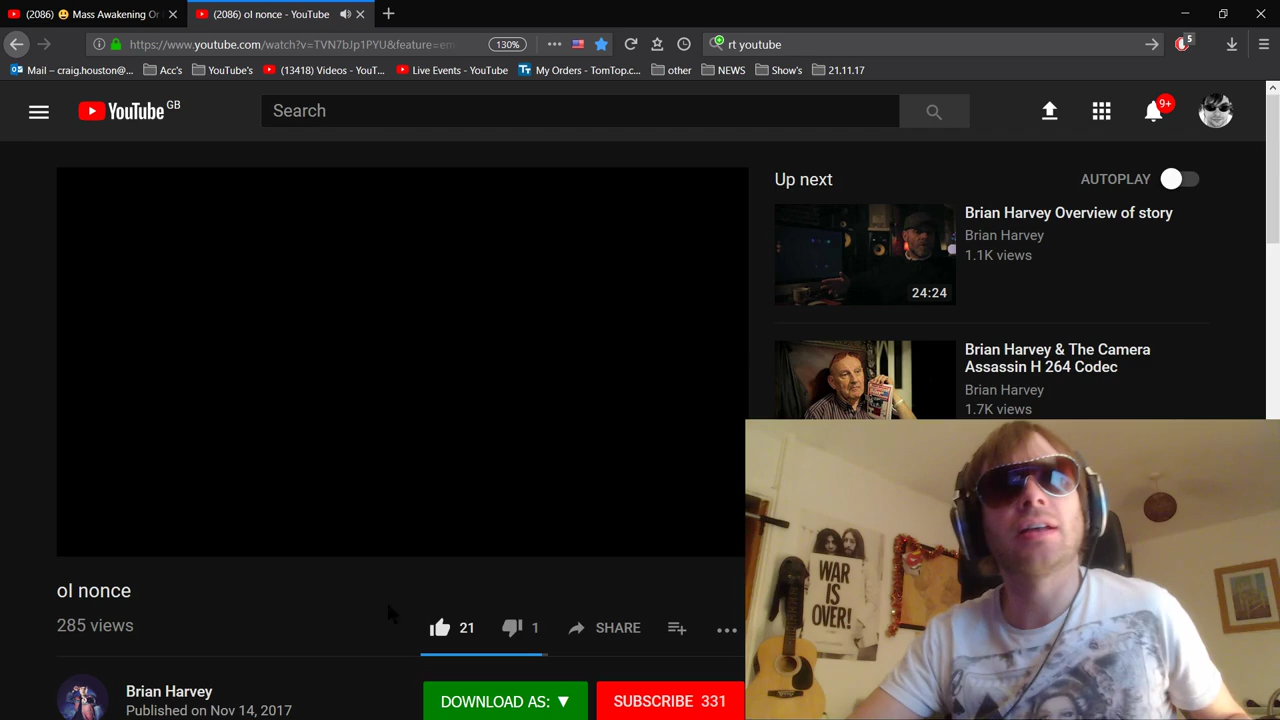 (2086) 😃 Mass Awakening Or
(2086) oI nonce - YouTube
https://www.youtube.com/watch?v=TVN7bJp1PYU&feature=em
130%
rt youtube
5
Mail – craig.houston@...
Acc's
YouTube's
(13418) Videos - YouT...
Live Events - YouTube
My Orders - TomTop.c...
other
NEWS
Show's
21.11.17
YouTube GB
Search
9+
Up next
AUTOPLAY
Brian Harvey Overview of story
Brian Harvey
1.1K views
24:24
Brian Harvey & The Camera
Assassin H 264 Codec
Brian Harvey
1.7K views
WAR
IS
OVER!
oI nonce
285 views
21
1
SHARE
Brian Harvey
Published on Nov 14, 2017
DOWNLOAD AS: ▼
SUBSCRIBE 331